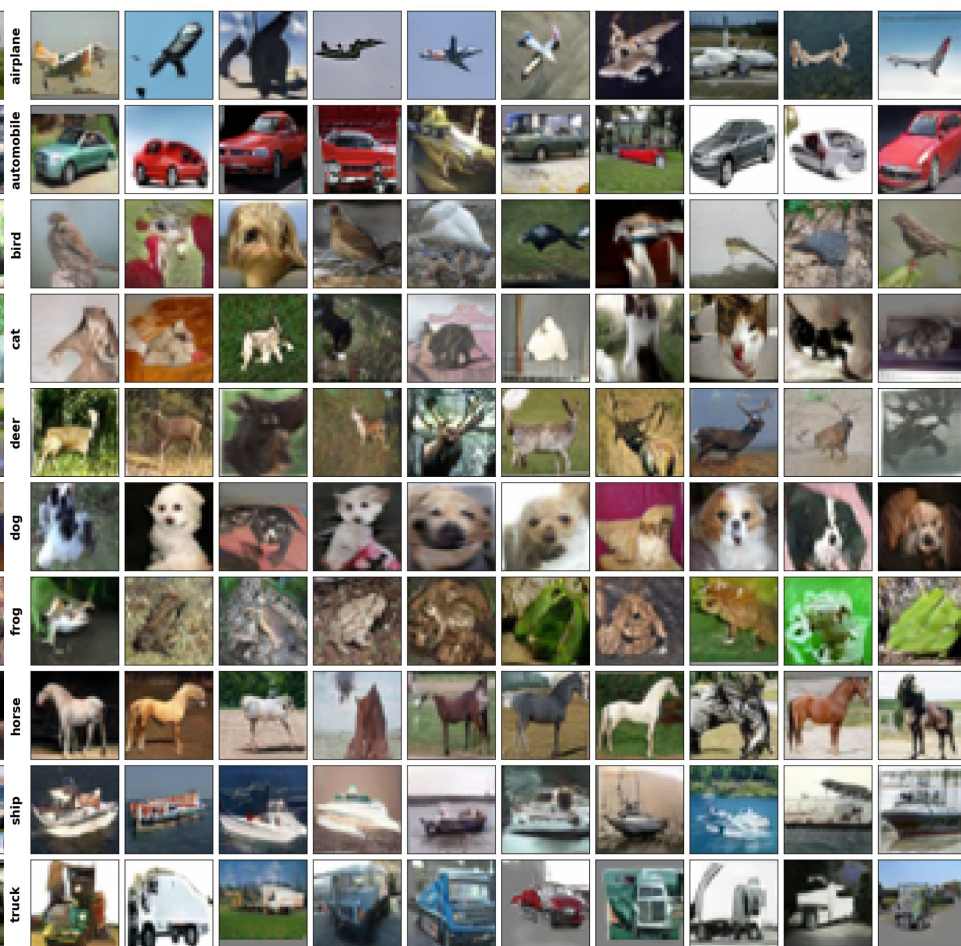 airplane
automobile
bird
cat
deer
dog
frog
horse
ship
truck